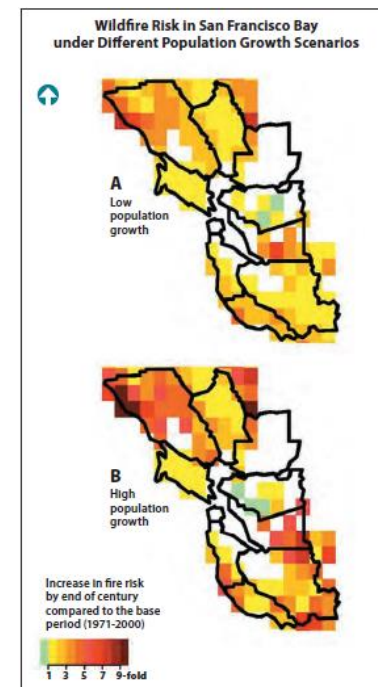 Wildfire Risk in San Francisco Bay
under Different Population Growth Scenarios
A
Low
population
growth
B
High
population
growth
Increase in fire risk
by end of century
compared to the base
period (1971-2000)
1 3 5 7 9-fold